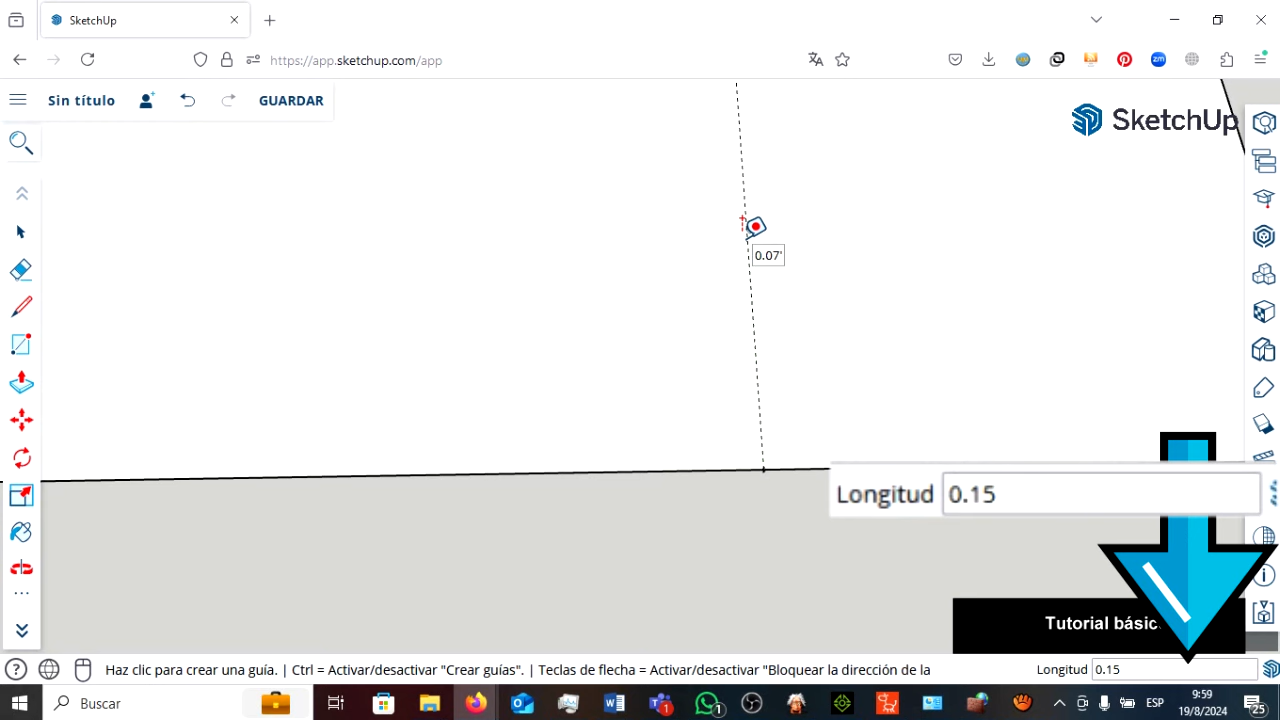 SketchUp
https://app.sketchup.com/app
Sin título
GUARDAR
SketchUp
0.07'
Longitud 0.15
Tutorial básic
Haz clic para crear una guía. | Ctrl = Activar/desactivar "Crear guías". | Teclas de flecha = Activar/desactivar "Bloquear la dirección de la
Longitud 0.15
Buscar
1
1
ESP
9:59
19/8/2024
25